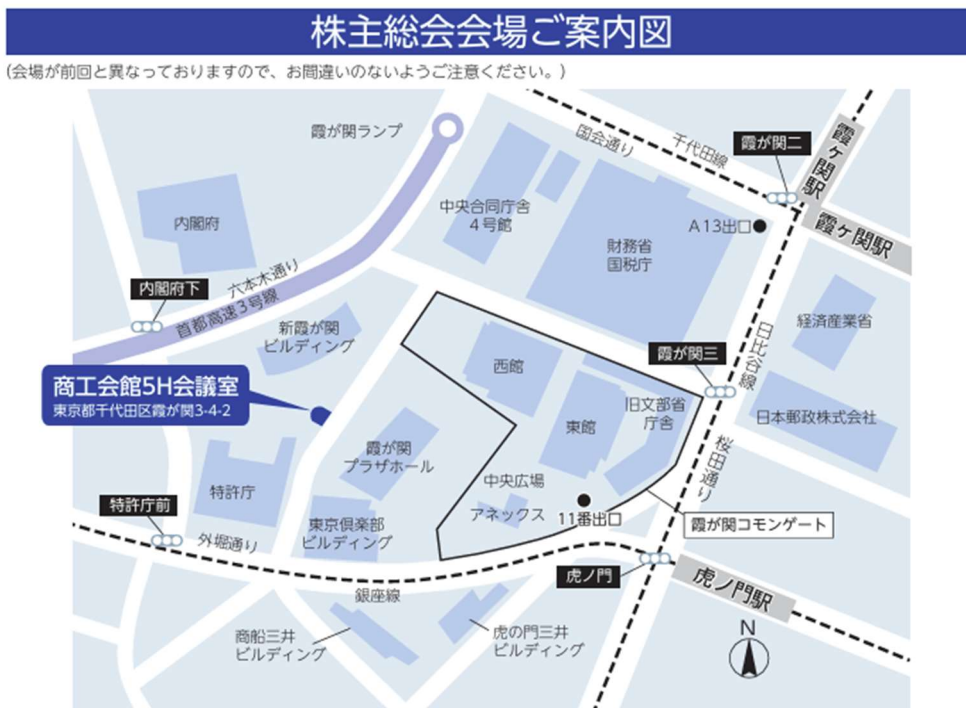 株主総会会場ご案内図
(会場が前回と異なっておりますので、お間違いのないようご注意ください。)
霞が関ランプ
国会通り
千代田線
霞が関二
霞ケ関駅
霞ケ関駅
中央合同庁舎
4号館
A13出口
財務省
国税庁
内閣府
内閣府下
六本木通り
首都高速3号線
新霞が関
ビルディング
経済産業省
日比谷線
霞が関三
西館
商工会館5H会議室
東京都千代田区霞が関3-4-2
旧文部省
庁舎
東館
日本郵政株式会社
霞が関
プラザホール
桜田通り
中央広場
特許庁
アネックス
11番出口
特許庁前
東京倶楽部
ビルディング
霞が関コモンゲート
外堀通り
虎ノ門
虎ノ門駅
銀座線
商船三井
ビルディング
虎の門三井
ビルディング
N